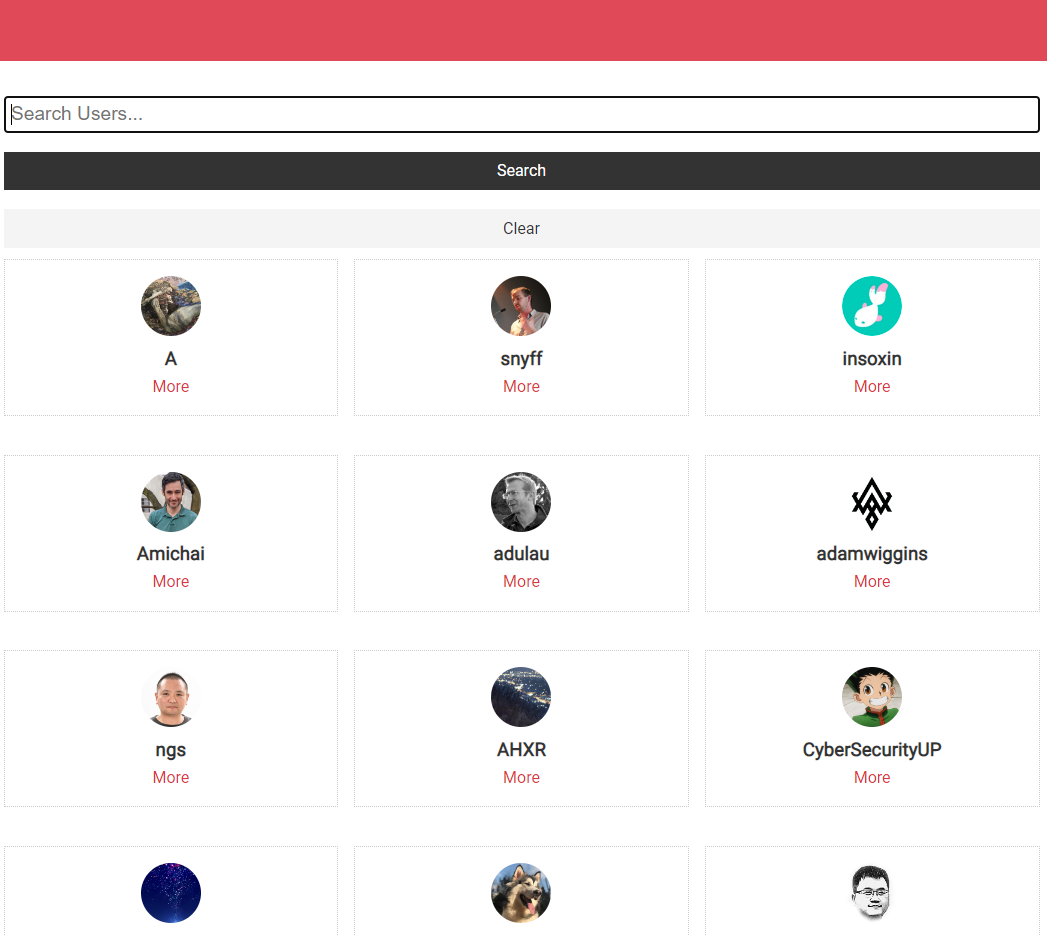 Search Users...
Search
Clear
A
More
snyff
More
insoxin
More
Amichai
More
adulau
More
adamwiggins
More
ngs
More
AHXR
More
CyberSecurityUP
More